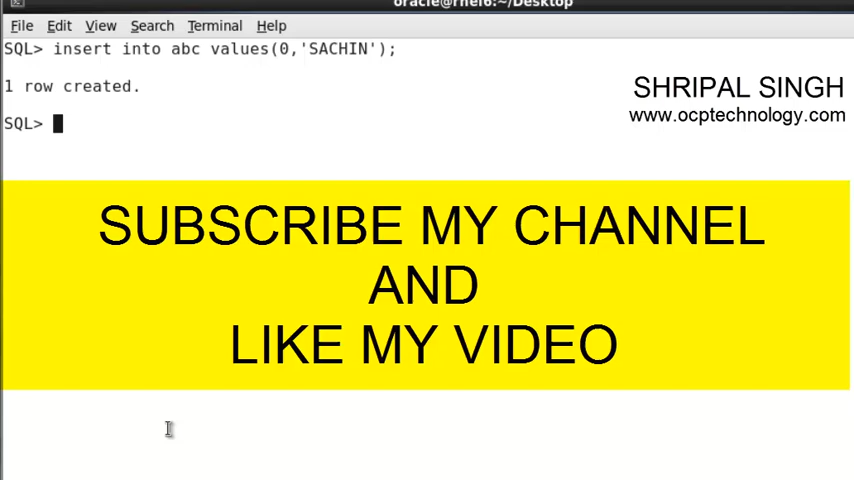 oracle@rhel6:~/Desktop
File Edit View Search Terminal Help
SQL> insert into abc values(0,'SACHIN');
1 row created.
SQL>
SHRIPAL SINGH
www.ocptechnology.com
SUBSCRIBE MY CHANNEL
AND
LIKE MY VIDEO